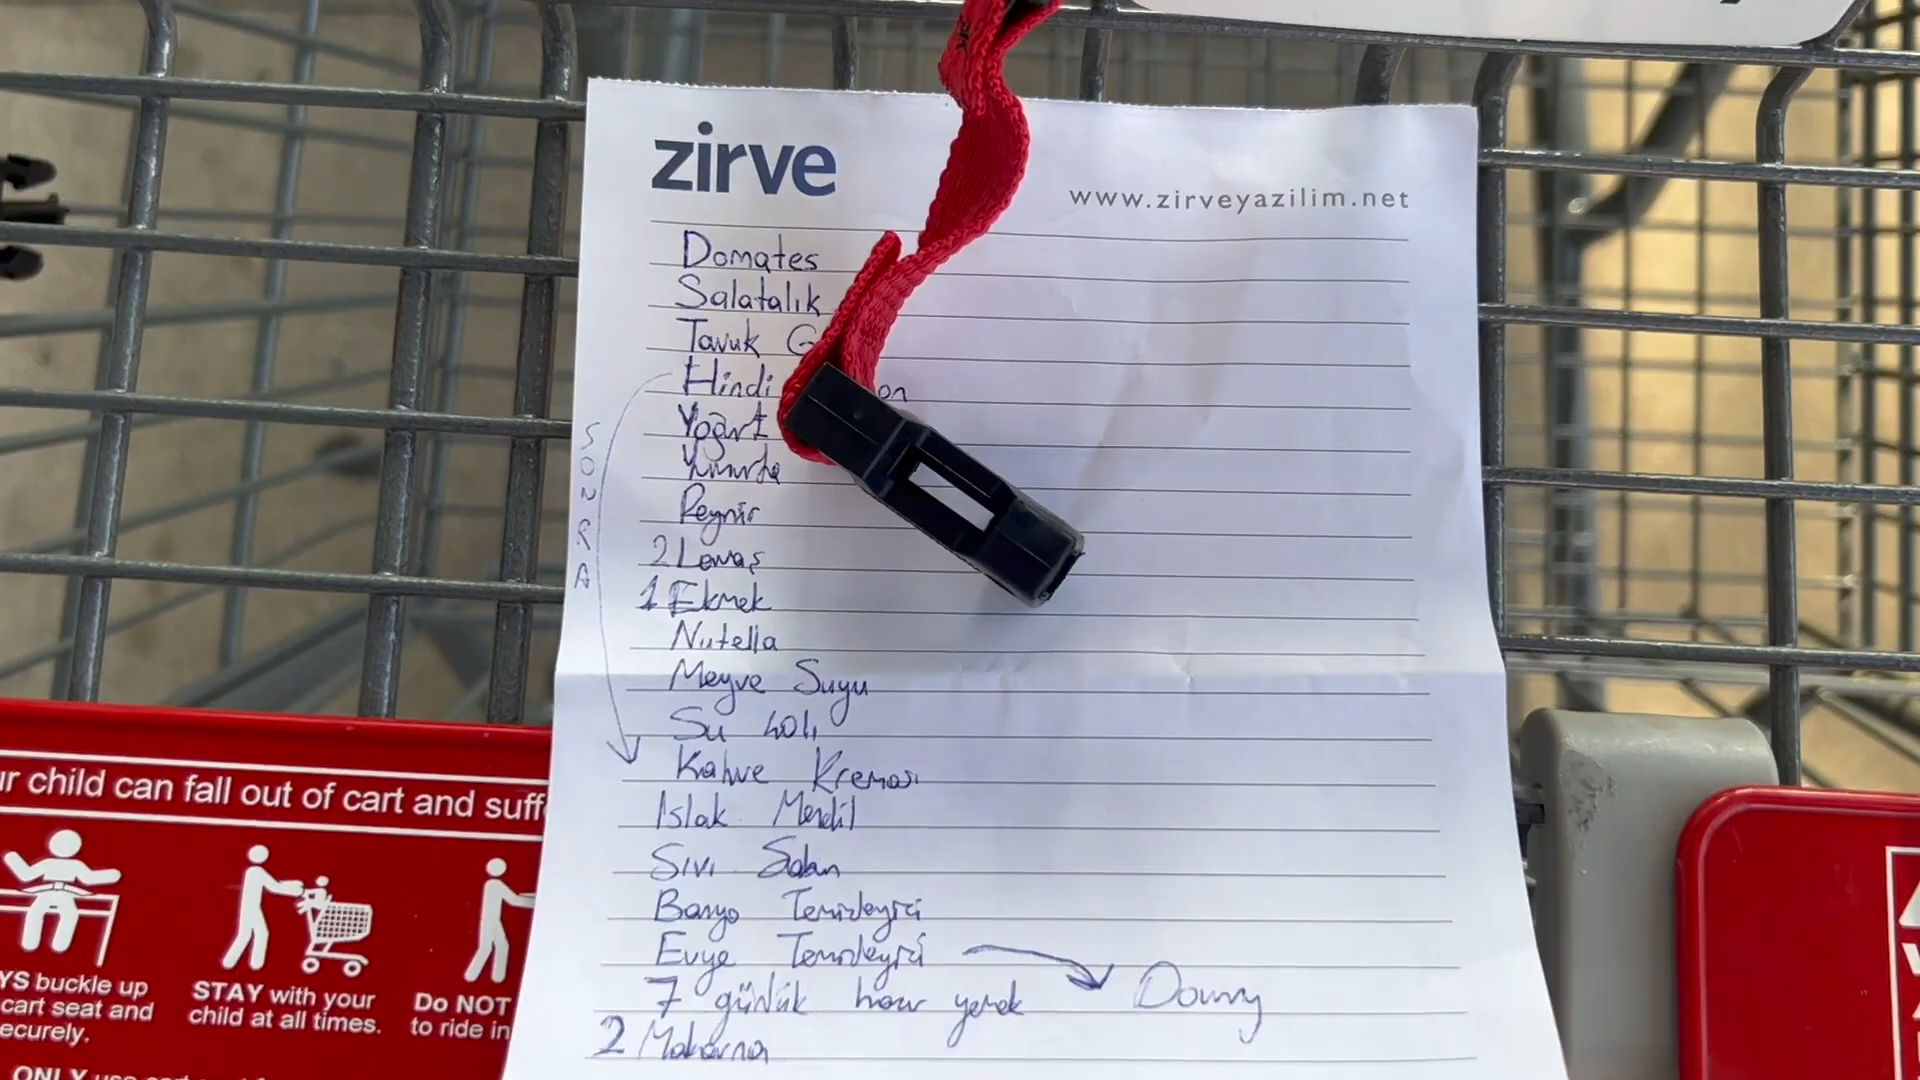 zirve
www.zirveyazilim.net
Domates
Salatalık
Tavuk G
Hindi on
Yoğurt
Yumurta
Peynir
2 Lavaş
1 Ekmek
Nutella
Meyve Suyu
Su 40lı
Kahve Kreması
Islak Mendil
Sıvı Sabun
Banyo Temizleyici
Evye Temizleyici → Downy
7 günlük hazır yemek
2 Makarna
ur child can fall out of cart and suff
YS buckle up
cart seat and
ecurely.
STAY with your
child at all times.
Do NOT
to ride in
ONLY